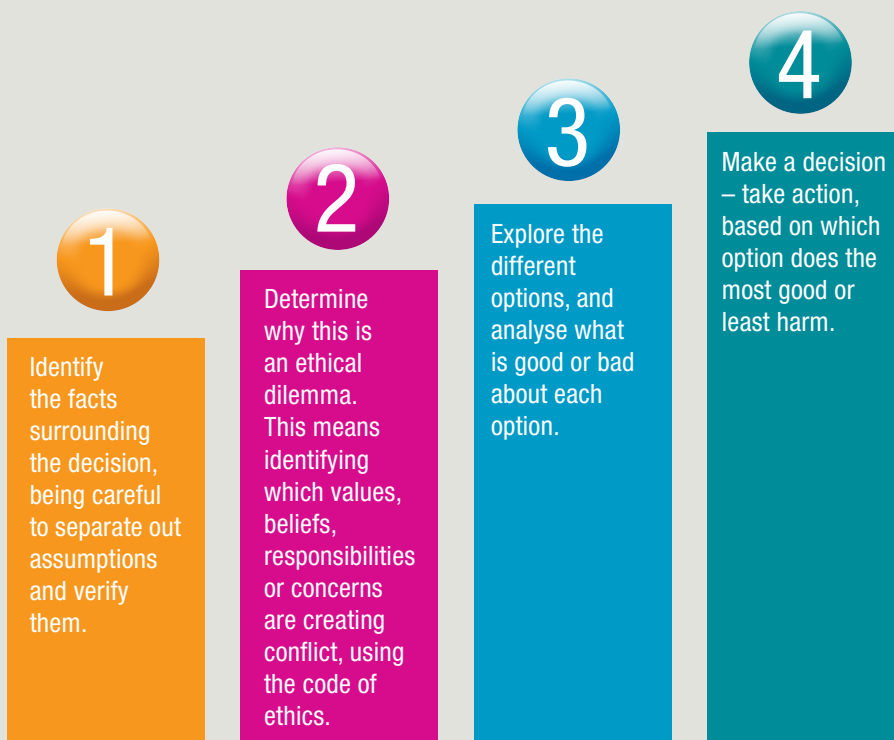 1
Identify
the facts
surrounding
the decision,
being careful
to separate out
assumptions
and verify
them.
2
Determine
why this is
an ethical
dilemma.
This means
identifying
which values,
beliefs,
responsibilities
or concerns
are creating
conflict, using
the code of
ethics.
3
Explore the
different
options, and
analyse what
is good or bad
about each
option.
4
Make a decision
– take action,
based on which
option does the
most good or
least harm.